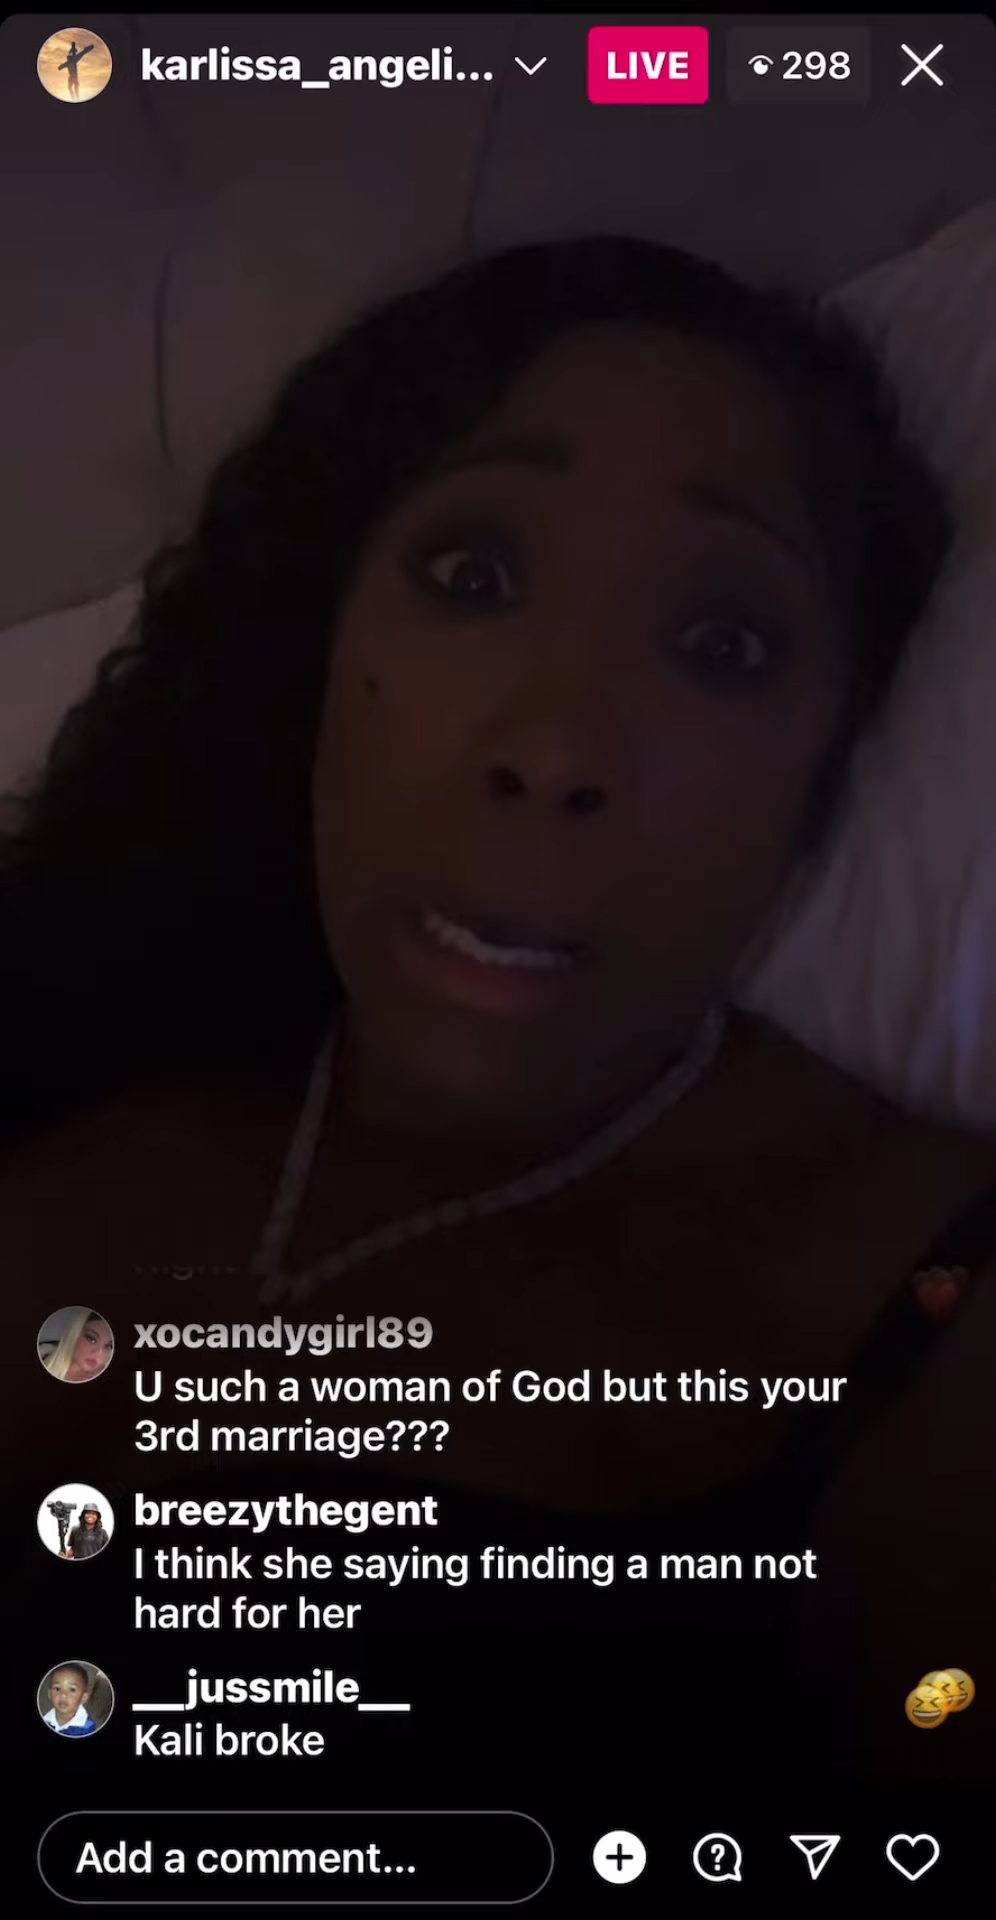 karlissa_angeli...
LIVE
298
xocandygirl89
U such a woman of God but this your
3rd marriage???
breezythegent
I think she saying finding a man not
hard for her
__jussmile__
Kali broke
Add a comment...